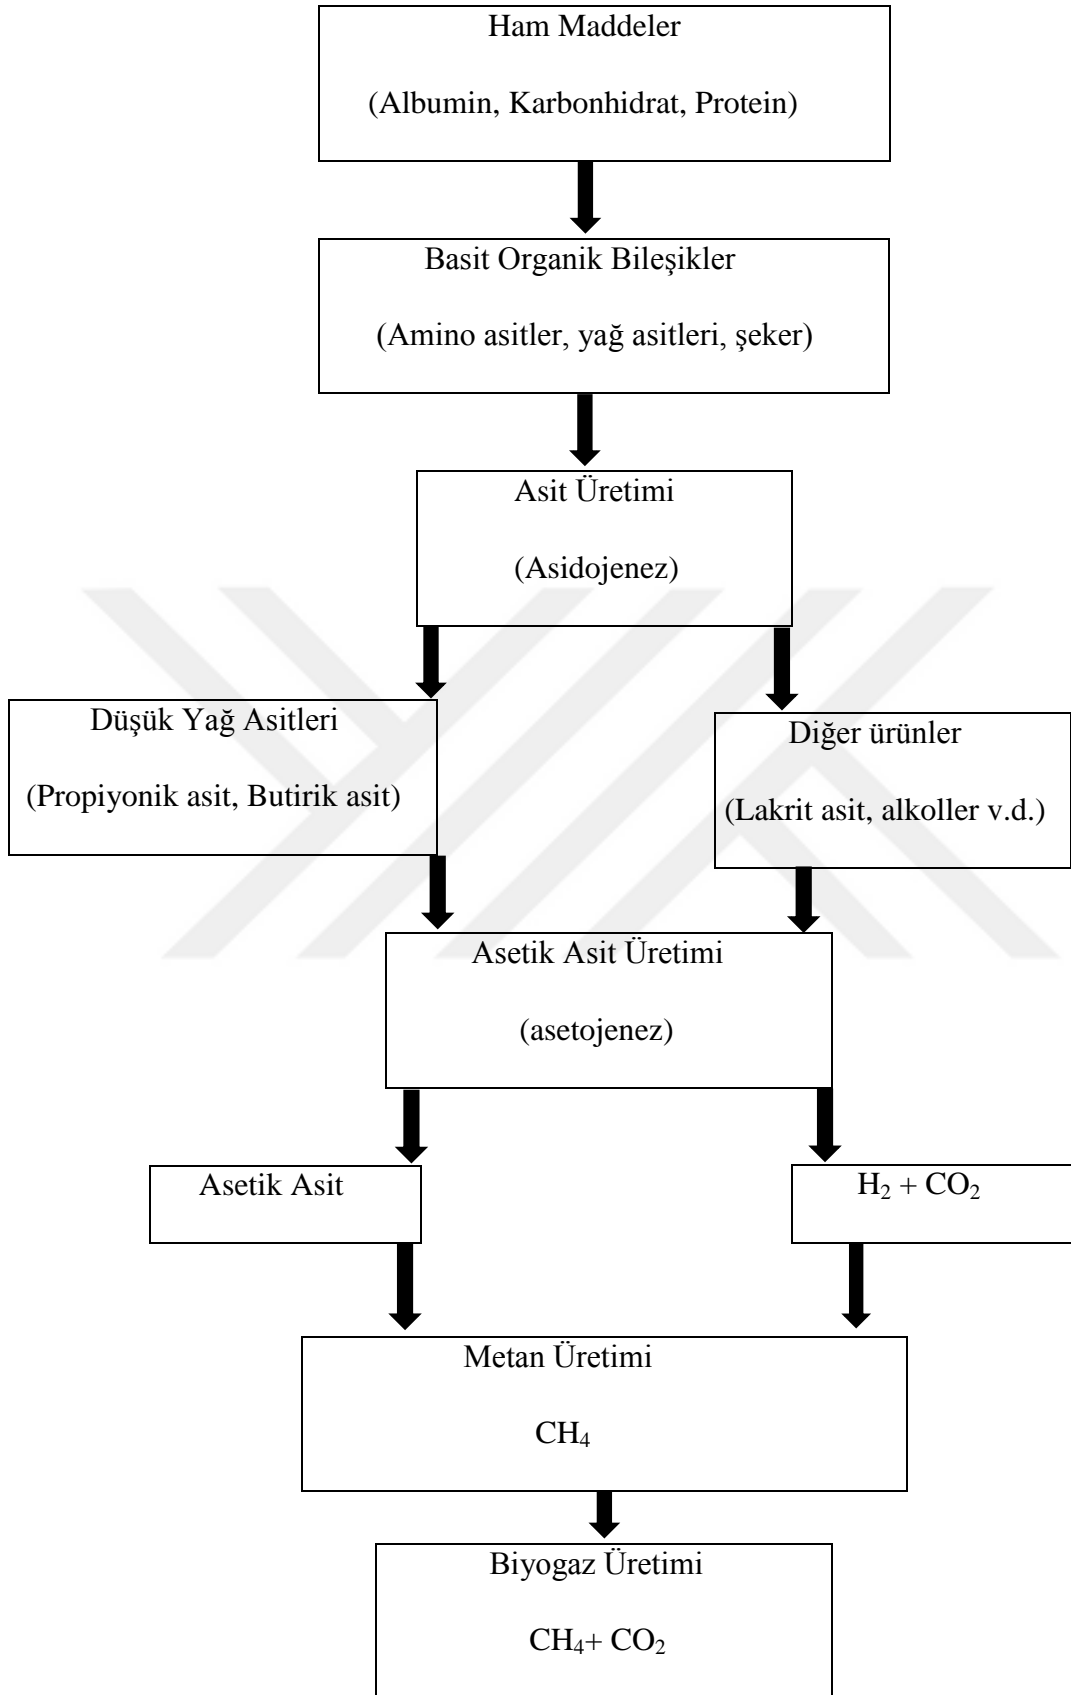 Ham Maddeler
(Albumin, Karbonhidrat, Protein)
Basit Organik Bileşikler
(Amino asitler, yağ asitleri, şeker)
Asit Üretimi
(Asidojenez)
Düşük Yağ Asitleri
(Propiyonik asit, Butirik asit)
Diğer ürünler
(Lakrit asit, alkoller v.d.)
Asetik Asit Üretimi
(asetojenez)
Asetik Asit
H₂ + CO₂
Metan Üretimi
CH₄
Biyogaz Üretimi
CH₄+ CO₂